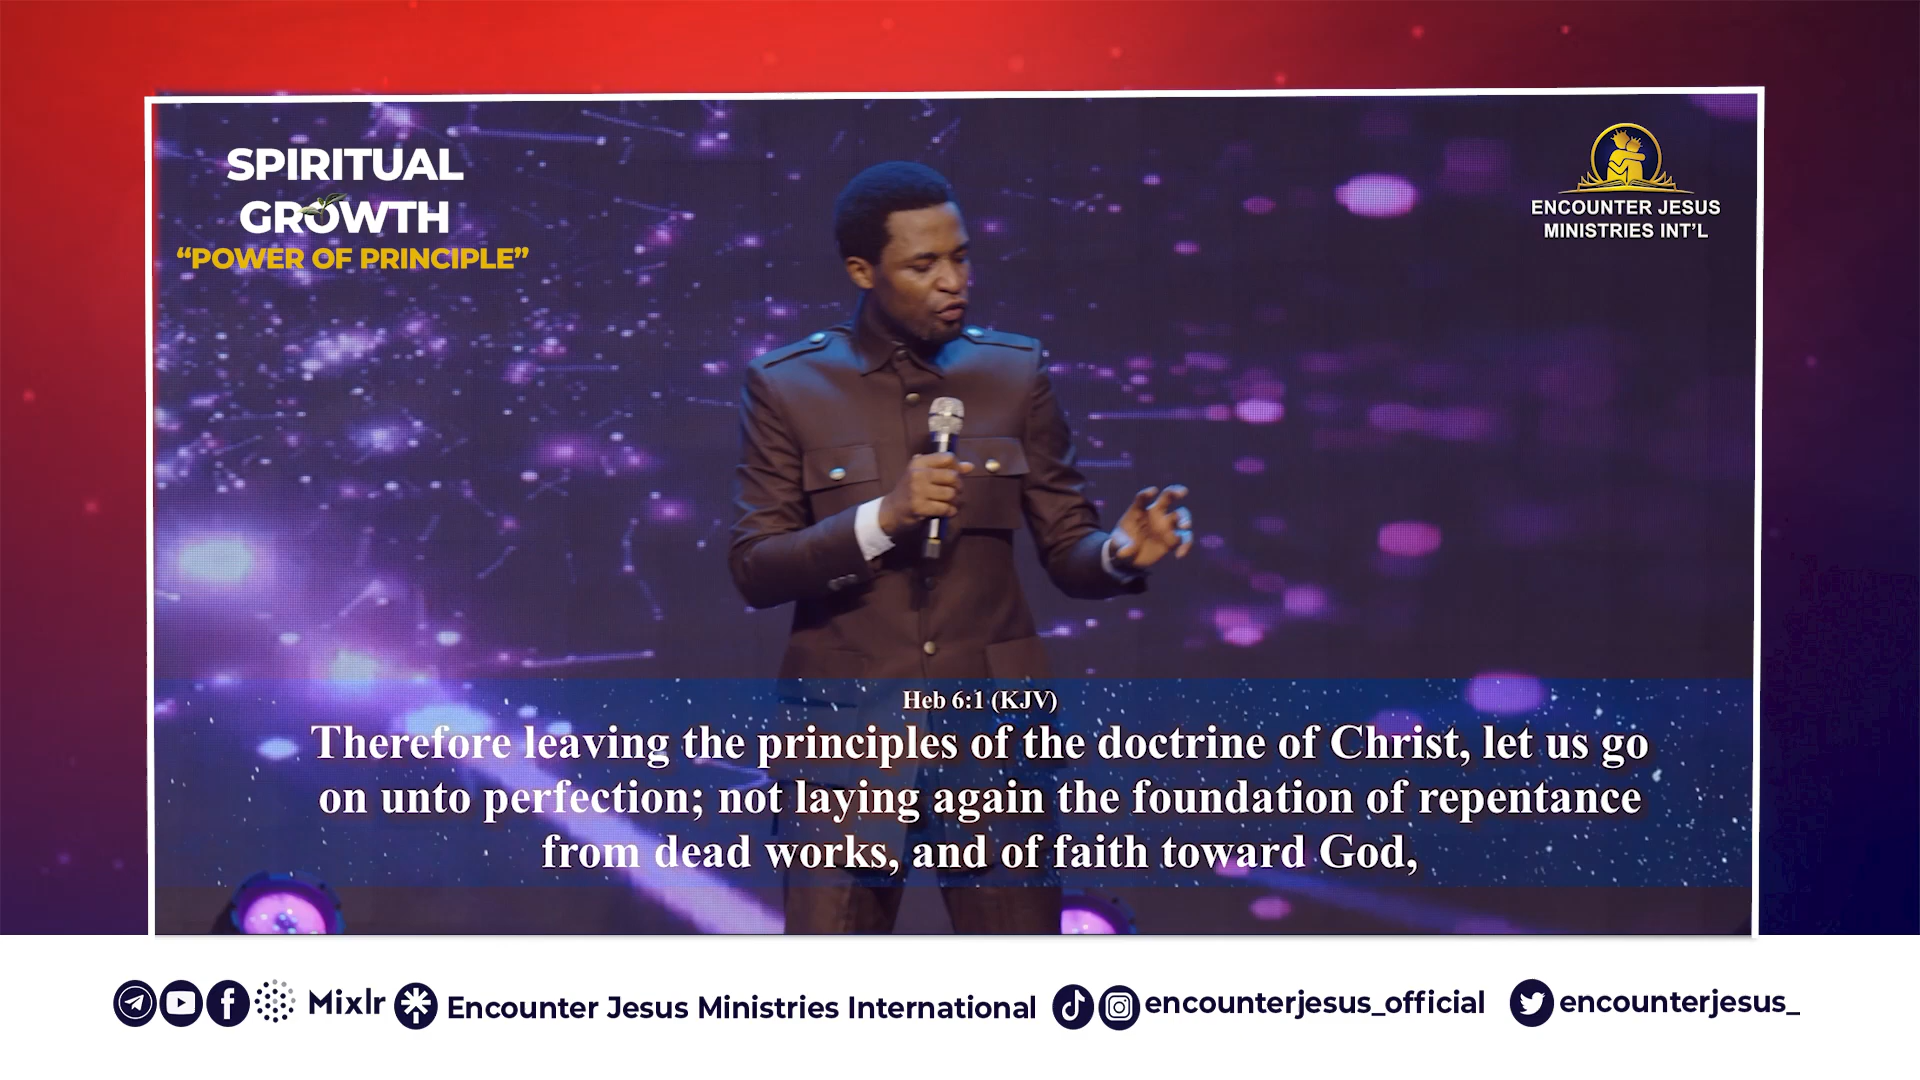 SPIRITUAL
GROWTH
“POWER OF PRINCIPLE”
ENCOUNTER JESUS
MINISTRIES INT’L
Heb 6:1 (KJV)
Therefore leaving the principles of the doctrine of Christ, let us go
on unto perfection; not laying again the foundation of repentance
from dead works, and of faith toward God,
Mixlr Encounter Jesus Ministries International encounterjesus_official encounterjesus_